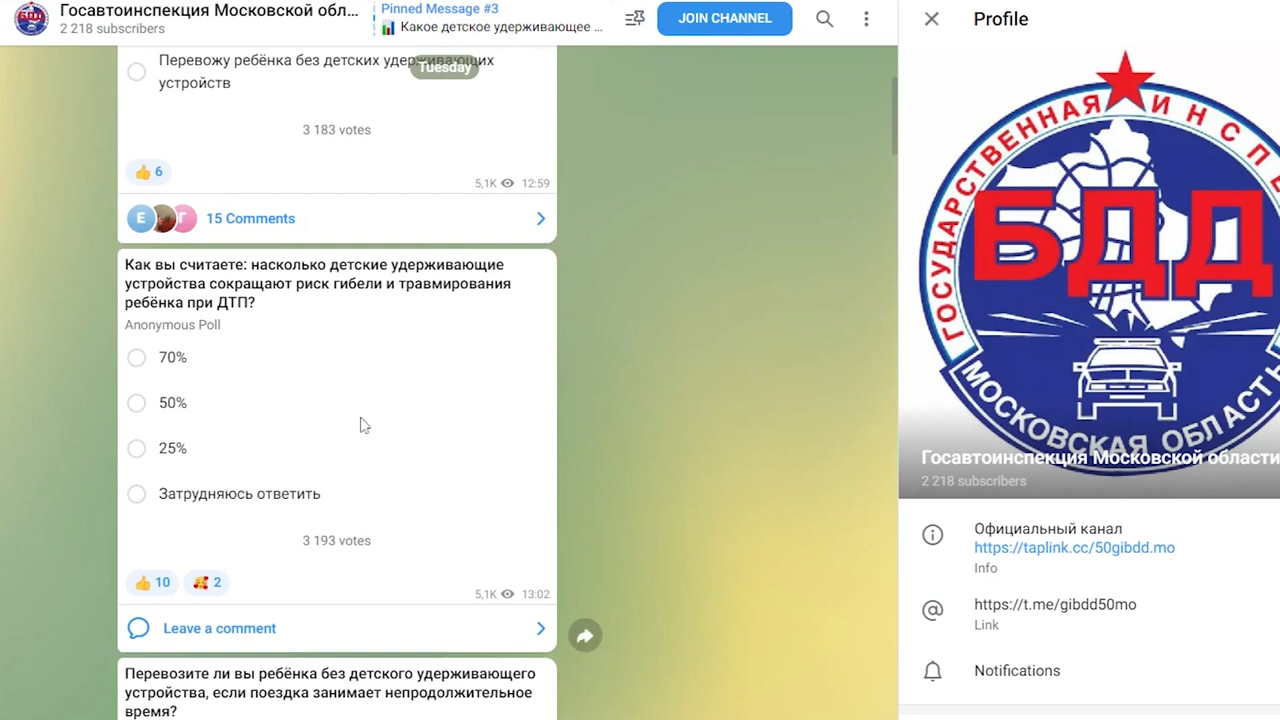 Госавтоинспекция Московской обл...
2 218 subscribers
Pinned Message #3
Какое детское удерживающее ...
JOIN CHANNEL
Profile
Перевожу ребёнка без детских удерживающих
устройств
Tuesday
3 183 votes
6
5,1K 12:59
Е Г 15 Comments
Как вы считаете: насколько детские удерживающие
устройства сокращают риск гибели и травмирования
ребёнка при ДТП?
Anonymous Poll
70%
50%
25%
Затрудняюсь ответить
3 193 votes
10 2
5,1K 13:02
Leave a comment
Перевозите ли вы ребёнка без детского удерживающего
устройства, если поездка занимает непродолжительное
время?
ГОСУДАРСТВЕННАЯ ИНСПЕ
БДД
МОСКОВСКАЯ ОБЛАСТЬ
Госавтоинспекция Московской области
2 218 subscribers
Официальный канал
https://taplink.cc/50gibdd.mo
Info
https://t.me/gibdd50mo
Link
Notifications